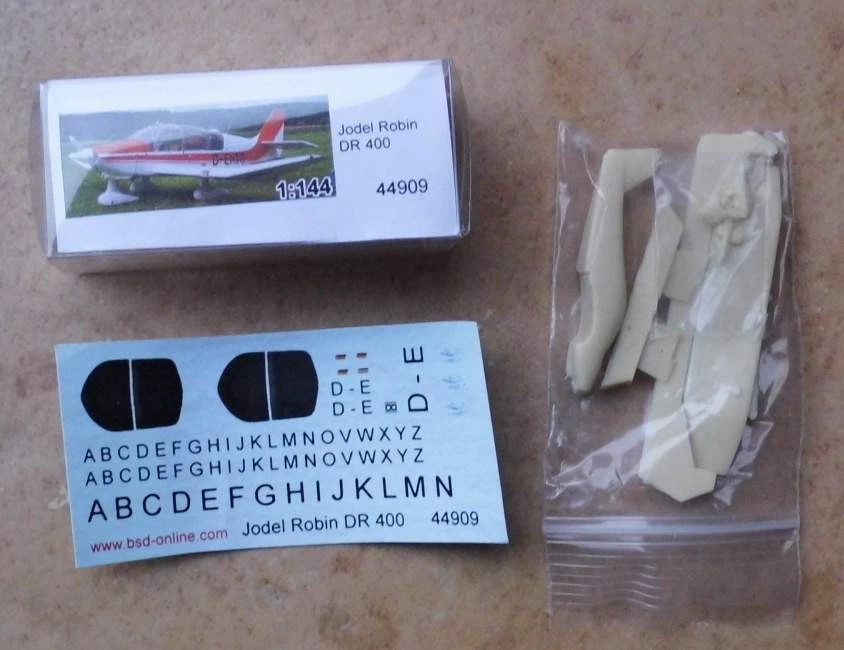 Jodel Robin
DR 400
1:144
44909
D-E
D-E
D-E
ABCDEFGHIJKLMNOVWXYZ
ABCDEFGHIJKLMNOVWXYZ
ABCDEFGHIJKLMN
www.bsd-online.com Jodel Robin DR 400 44909